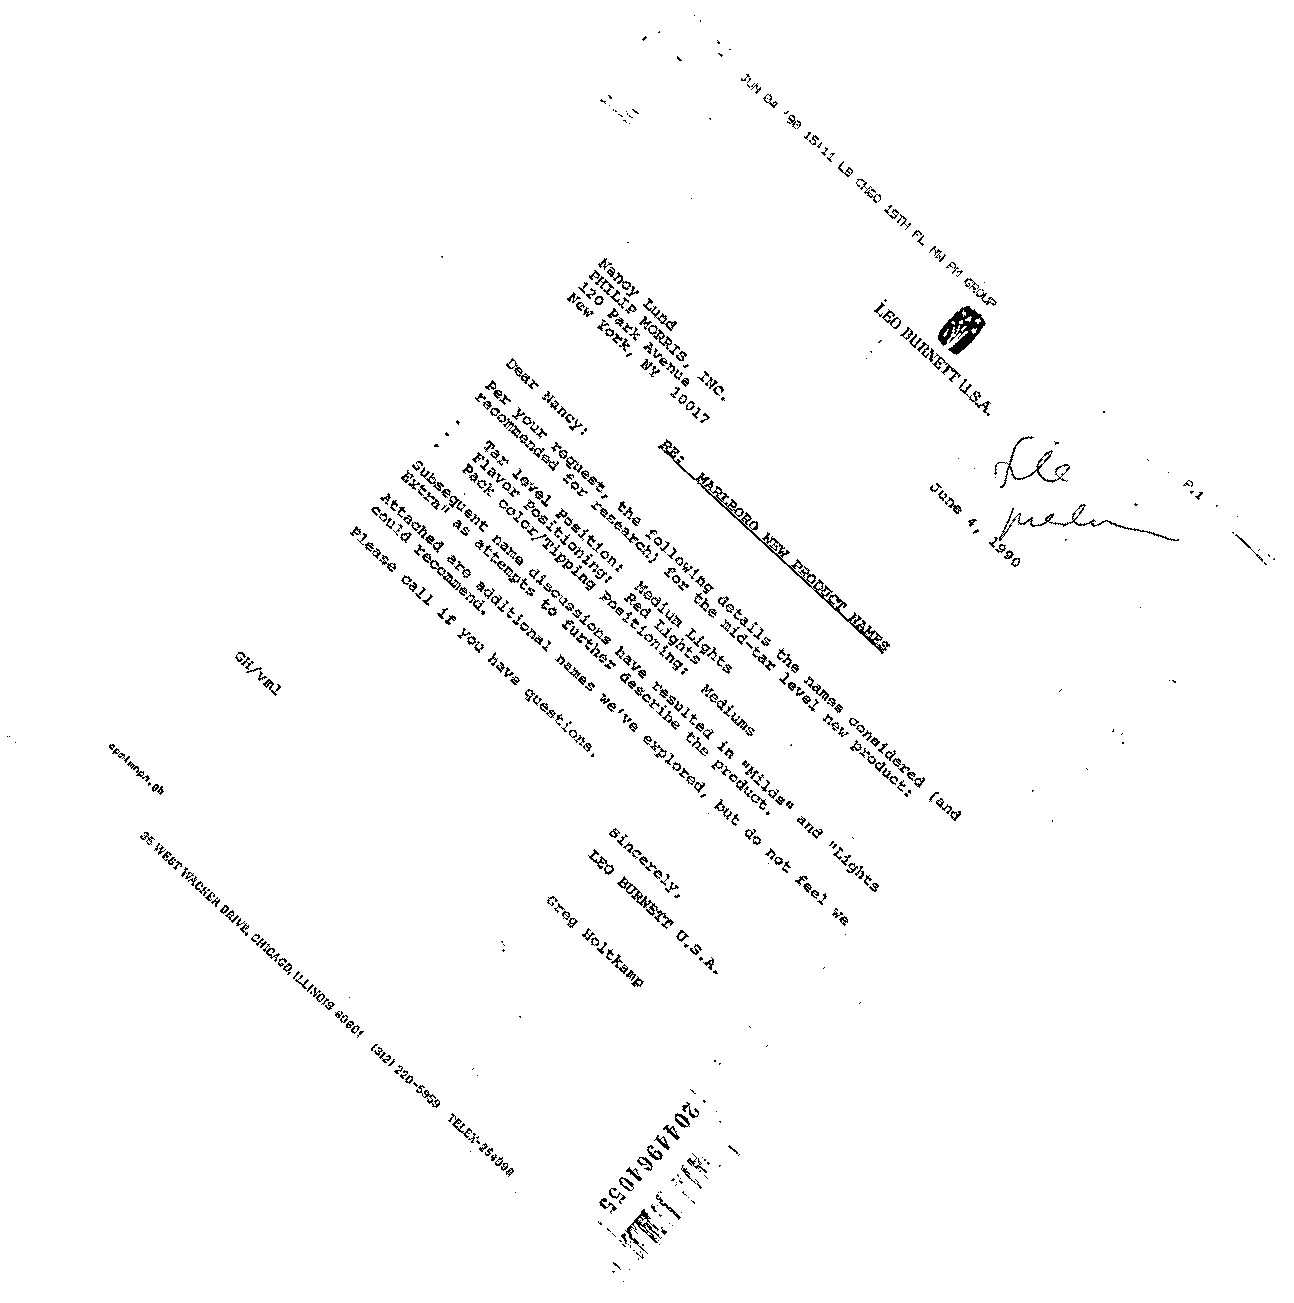 JUN 04 '90 15:11 LB CHGO 15TH FL NW PM GROUP P.1
LEO BURNETT U.S.A.
file
June 4, 1990
Nancy Lund
PHILIP MORRIS, INC.
120 Park Avenue
New York, NY 10017
RE: MARLBORO NEW PRODUCT NAMES
Dear Nancy:
Per your request, the following details the names considered (and
recommended for research) for the mid-tar level new product:
· Tar level Position: Medium Lights
· Flavor Positioning: Red Lights
· Pack color/Tipping Positioning: Mediums
Subsequent name discussions have resulted in "Milds" and "Lights
Extra" as attempts to further describe the product.
Attached are additional names we've explored, but do not feel we
could recommend.
Please call if you have questions.
Sincerely,
LEO BURNETT U.S.A.
Greg Holtkamp
GH/vml
35 WEST WACKER DRIVE, CHICAGO, ILLINOIS 60601 (312) 220-5959 TELEX-254098
2044964055